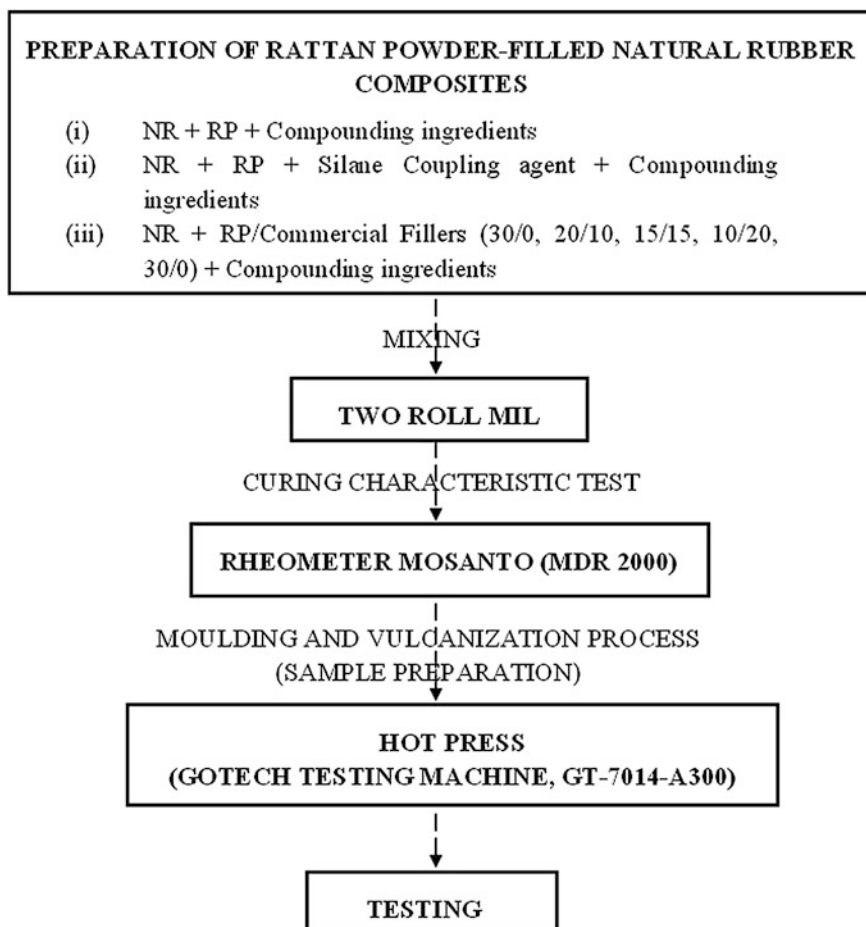 PREPARATION OF RATTAN POWDER-FILLED NATURAL RUBBER
COMPOSITES
(i) NR + RP + Compounding ingredients
(ii) NR + RP + Silane Coupling agent + Compounding
ingredients
(iii) NR + RP/Commercial Fillers (30/0, 20/10, 15/15, 10/20,
30/0) + Compounding ingredients
MIXING
TWO ROLL MIL
CURING CHARACTERISTIC TEST
RHEOMETER MOSANTO (MDR 2000)
MOULDING AND VULCANIZATION PROCESS
(SAMPLE PREPARATION)
HOT PRESS
(GOTECH TESTING MACHINE, GT-7014-A300)
TESTING